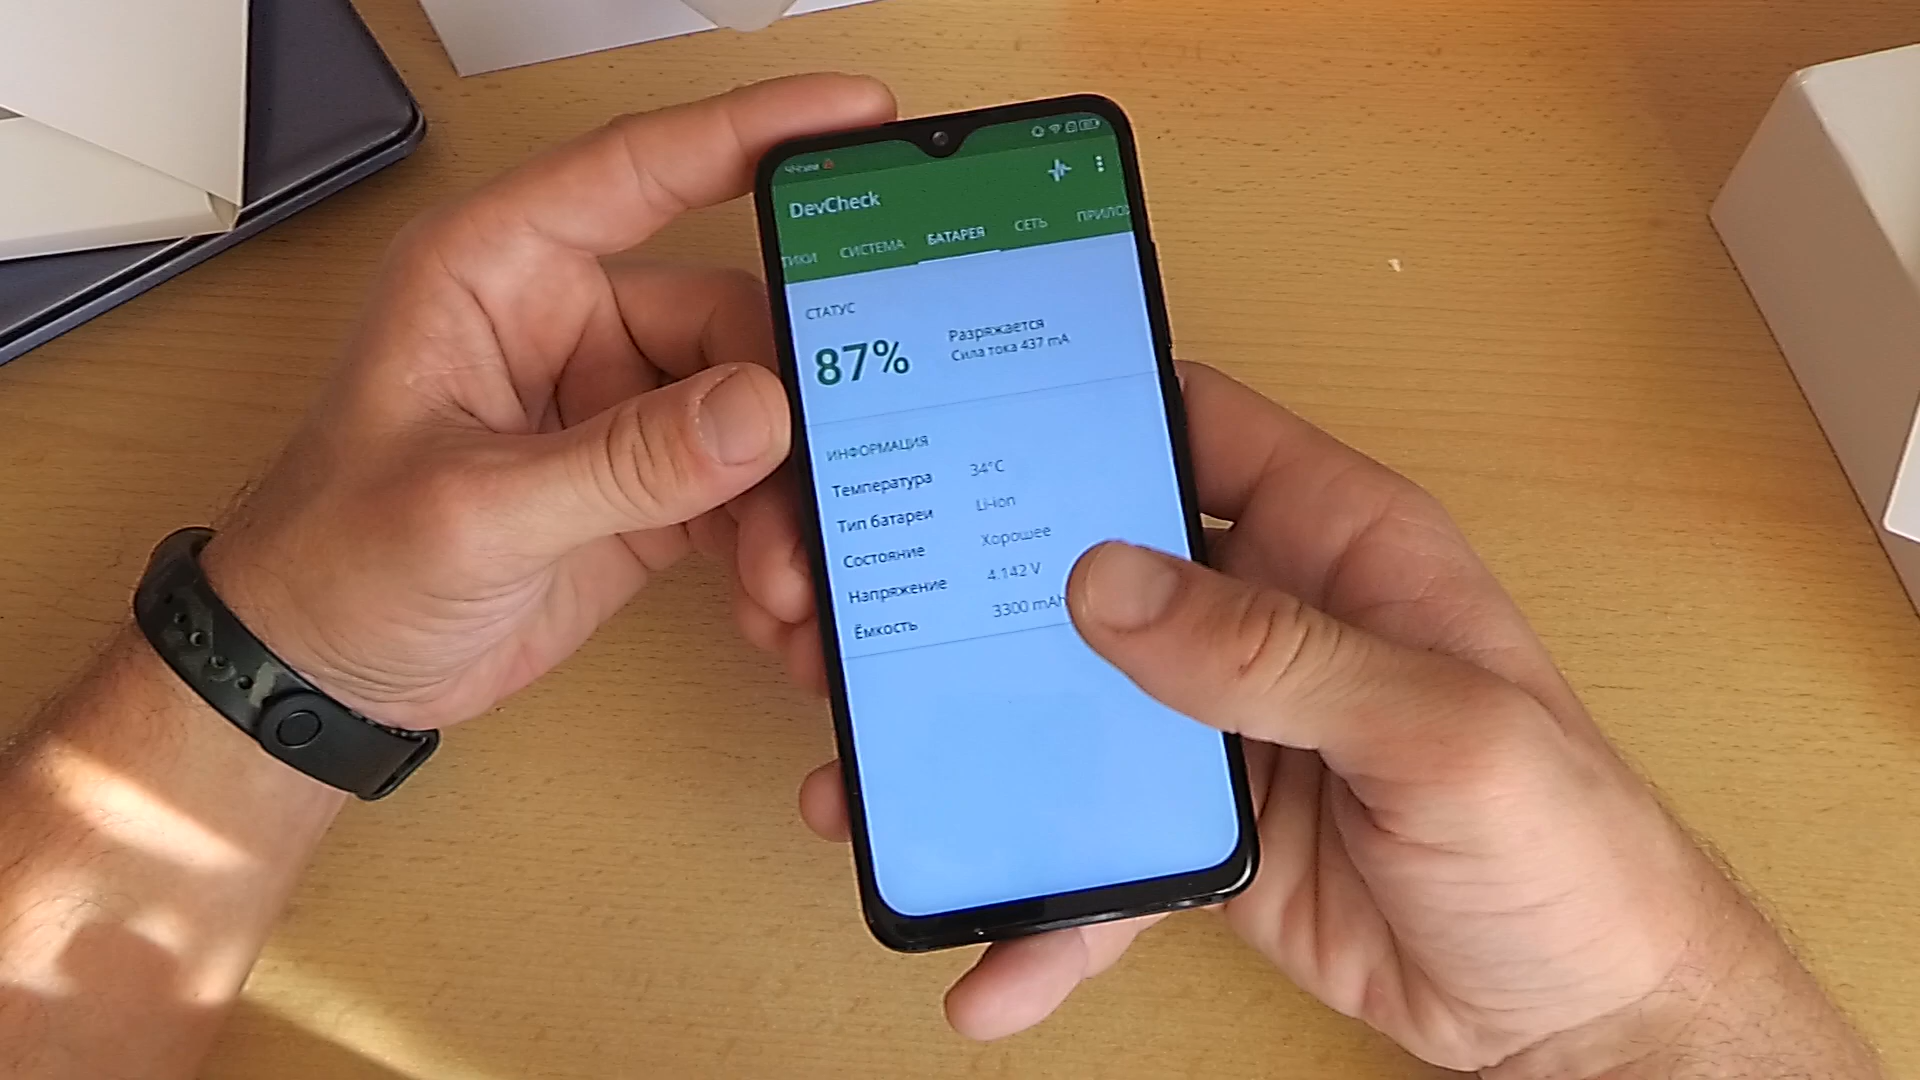 DevCheck
ТИКИ СИСТЕМА БАТАРЕЯ СЕТЬ ПРИЛО
СТАТУС
87%
Разряжается
Сила тока 437 mA
ИНФОРМАЦИЯ
Температура 34°C
Тип батареи Li-ion
Состояние Хорошее
Напряжение 4.142 V
Ёмкость 3300 mAh